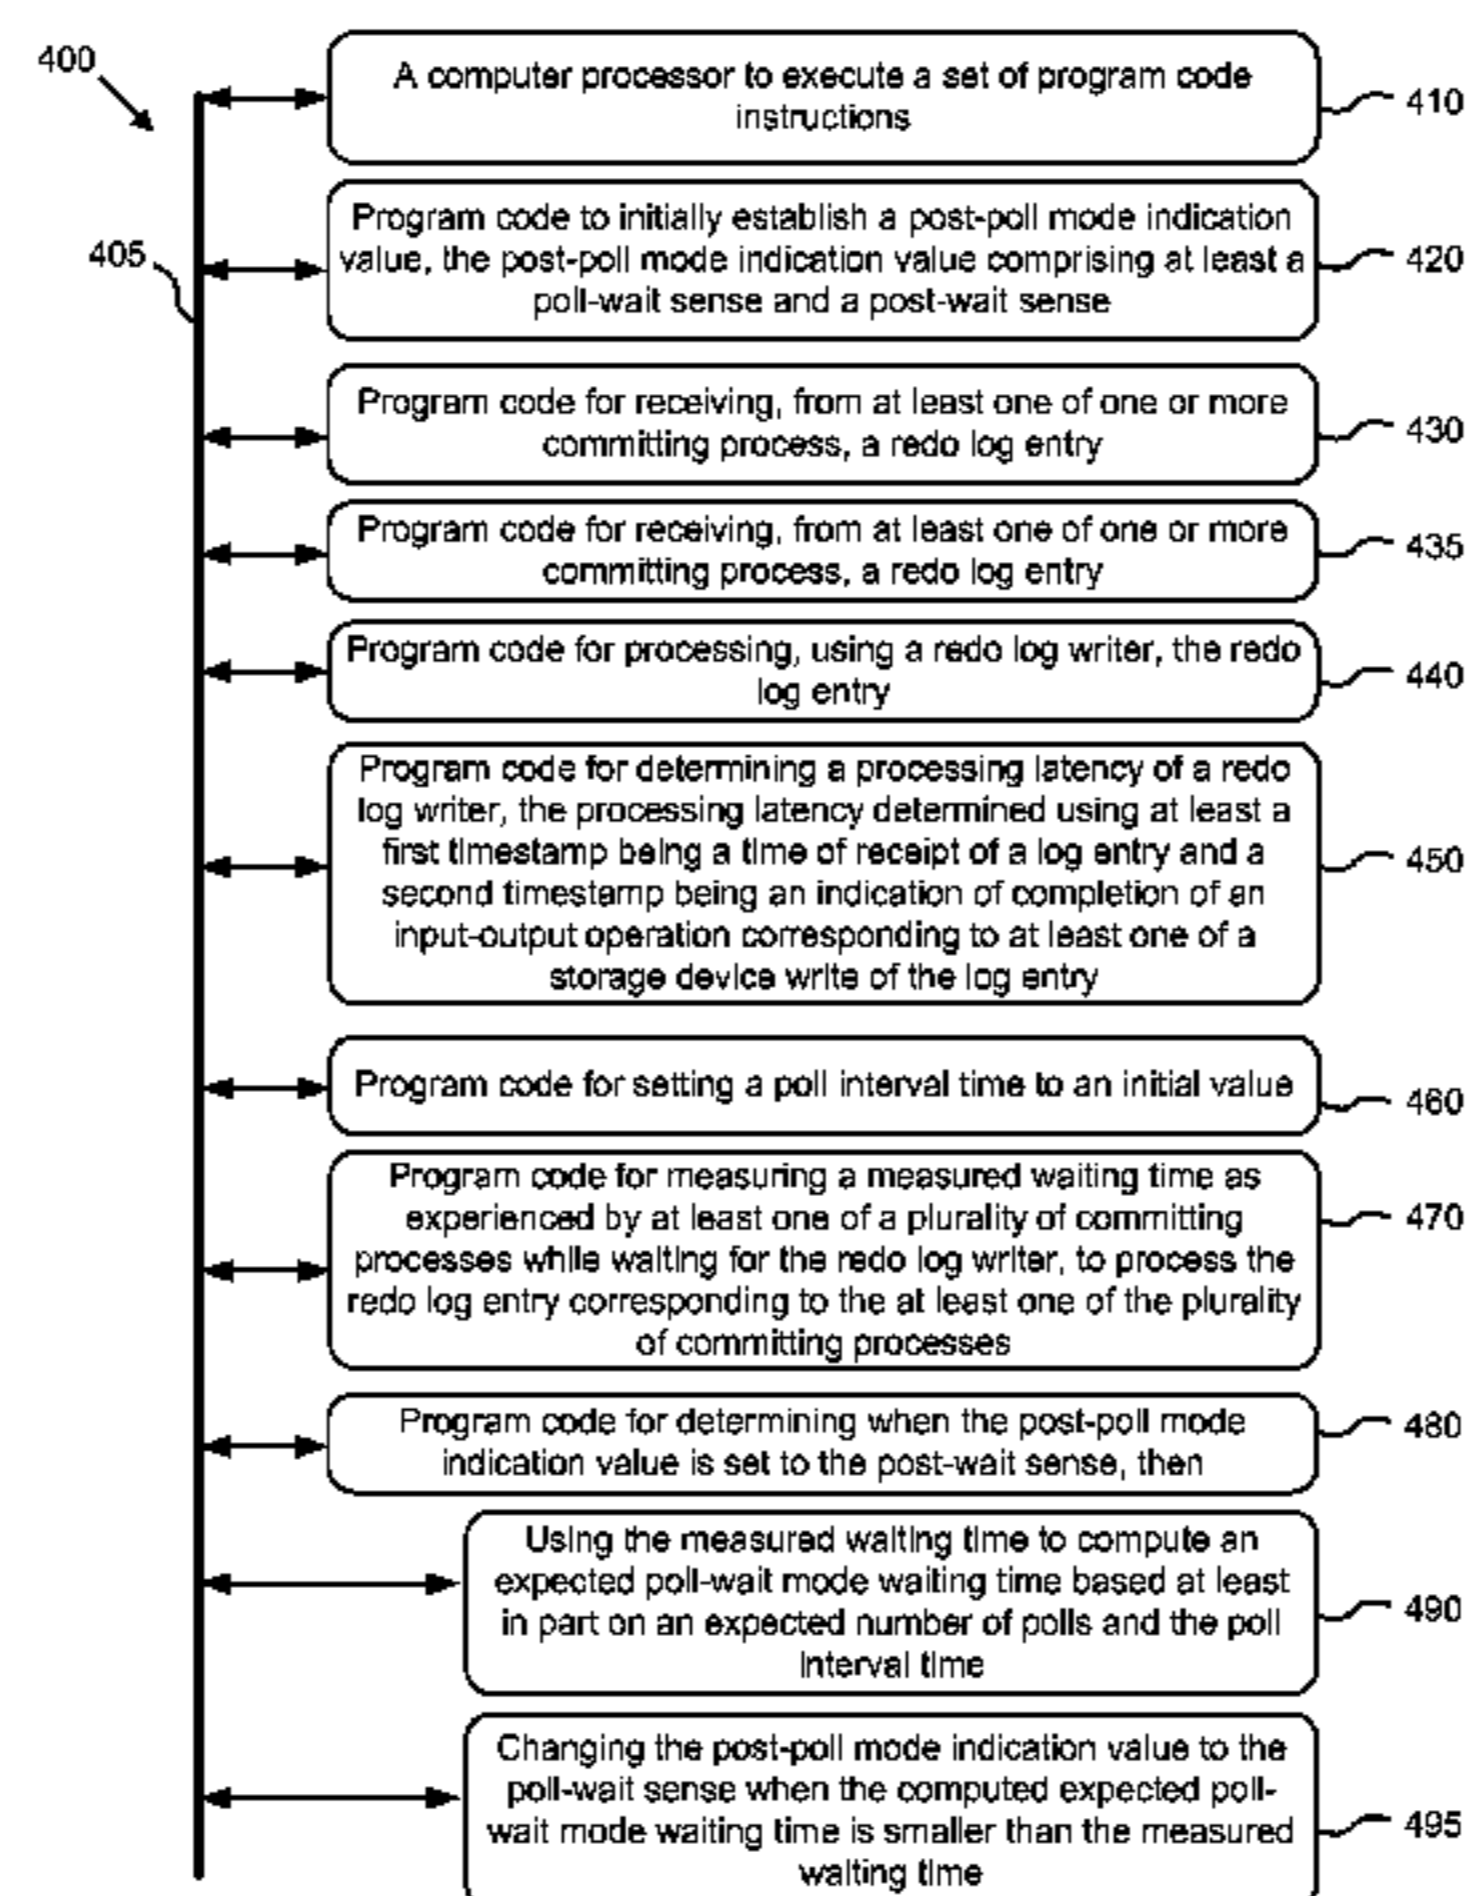 400
A computer processor to execute a set of program code
instructions
410
405
Program code to initially establish a post-poll mode indication
value, the post-poll mode indication value comprising at least a
poll-wait sense and a post-wait sense
420
Program code for receiving, from at least one of one or more
committing process, a redo log entry
430
Program code for receiving, from at least one of one or more
committing process, a redo log entry
435
Program code for processing, using a redo log writer, the redo
log entry
440
Program code for determining a processing latency of a redo
log writer, the processing latency determined using at least a
first timestamp being a time of receipt of a log entry and a
second timestamp being an indication of completion of an
input-output operation corresponding to at least one of a
storage device write of the log entry
450
Program code for setting a poll interval time to an initial value
460
Program code for measuring a measured waiting time as
experienced by at least one of a plurality of committing
processes while waiting for the redo log writer, to process the
redo log entry corresponding to the at least one of the plurality
of committing processes
470
Program code for determining when the post-poll mode
indication value is set to the post-wait sense, then
480
Using the measured waiting time to compute an
expected poll-wait mode waiting time based at least
in part on an expected number of polls and the poll
interval time
490
Changing the post-poll mode indication value to the
poll-wait sense when the computed expected poll-
wait mode waiting time is smaller than the measured
waiting time
495